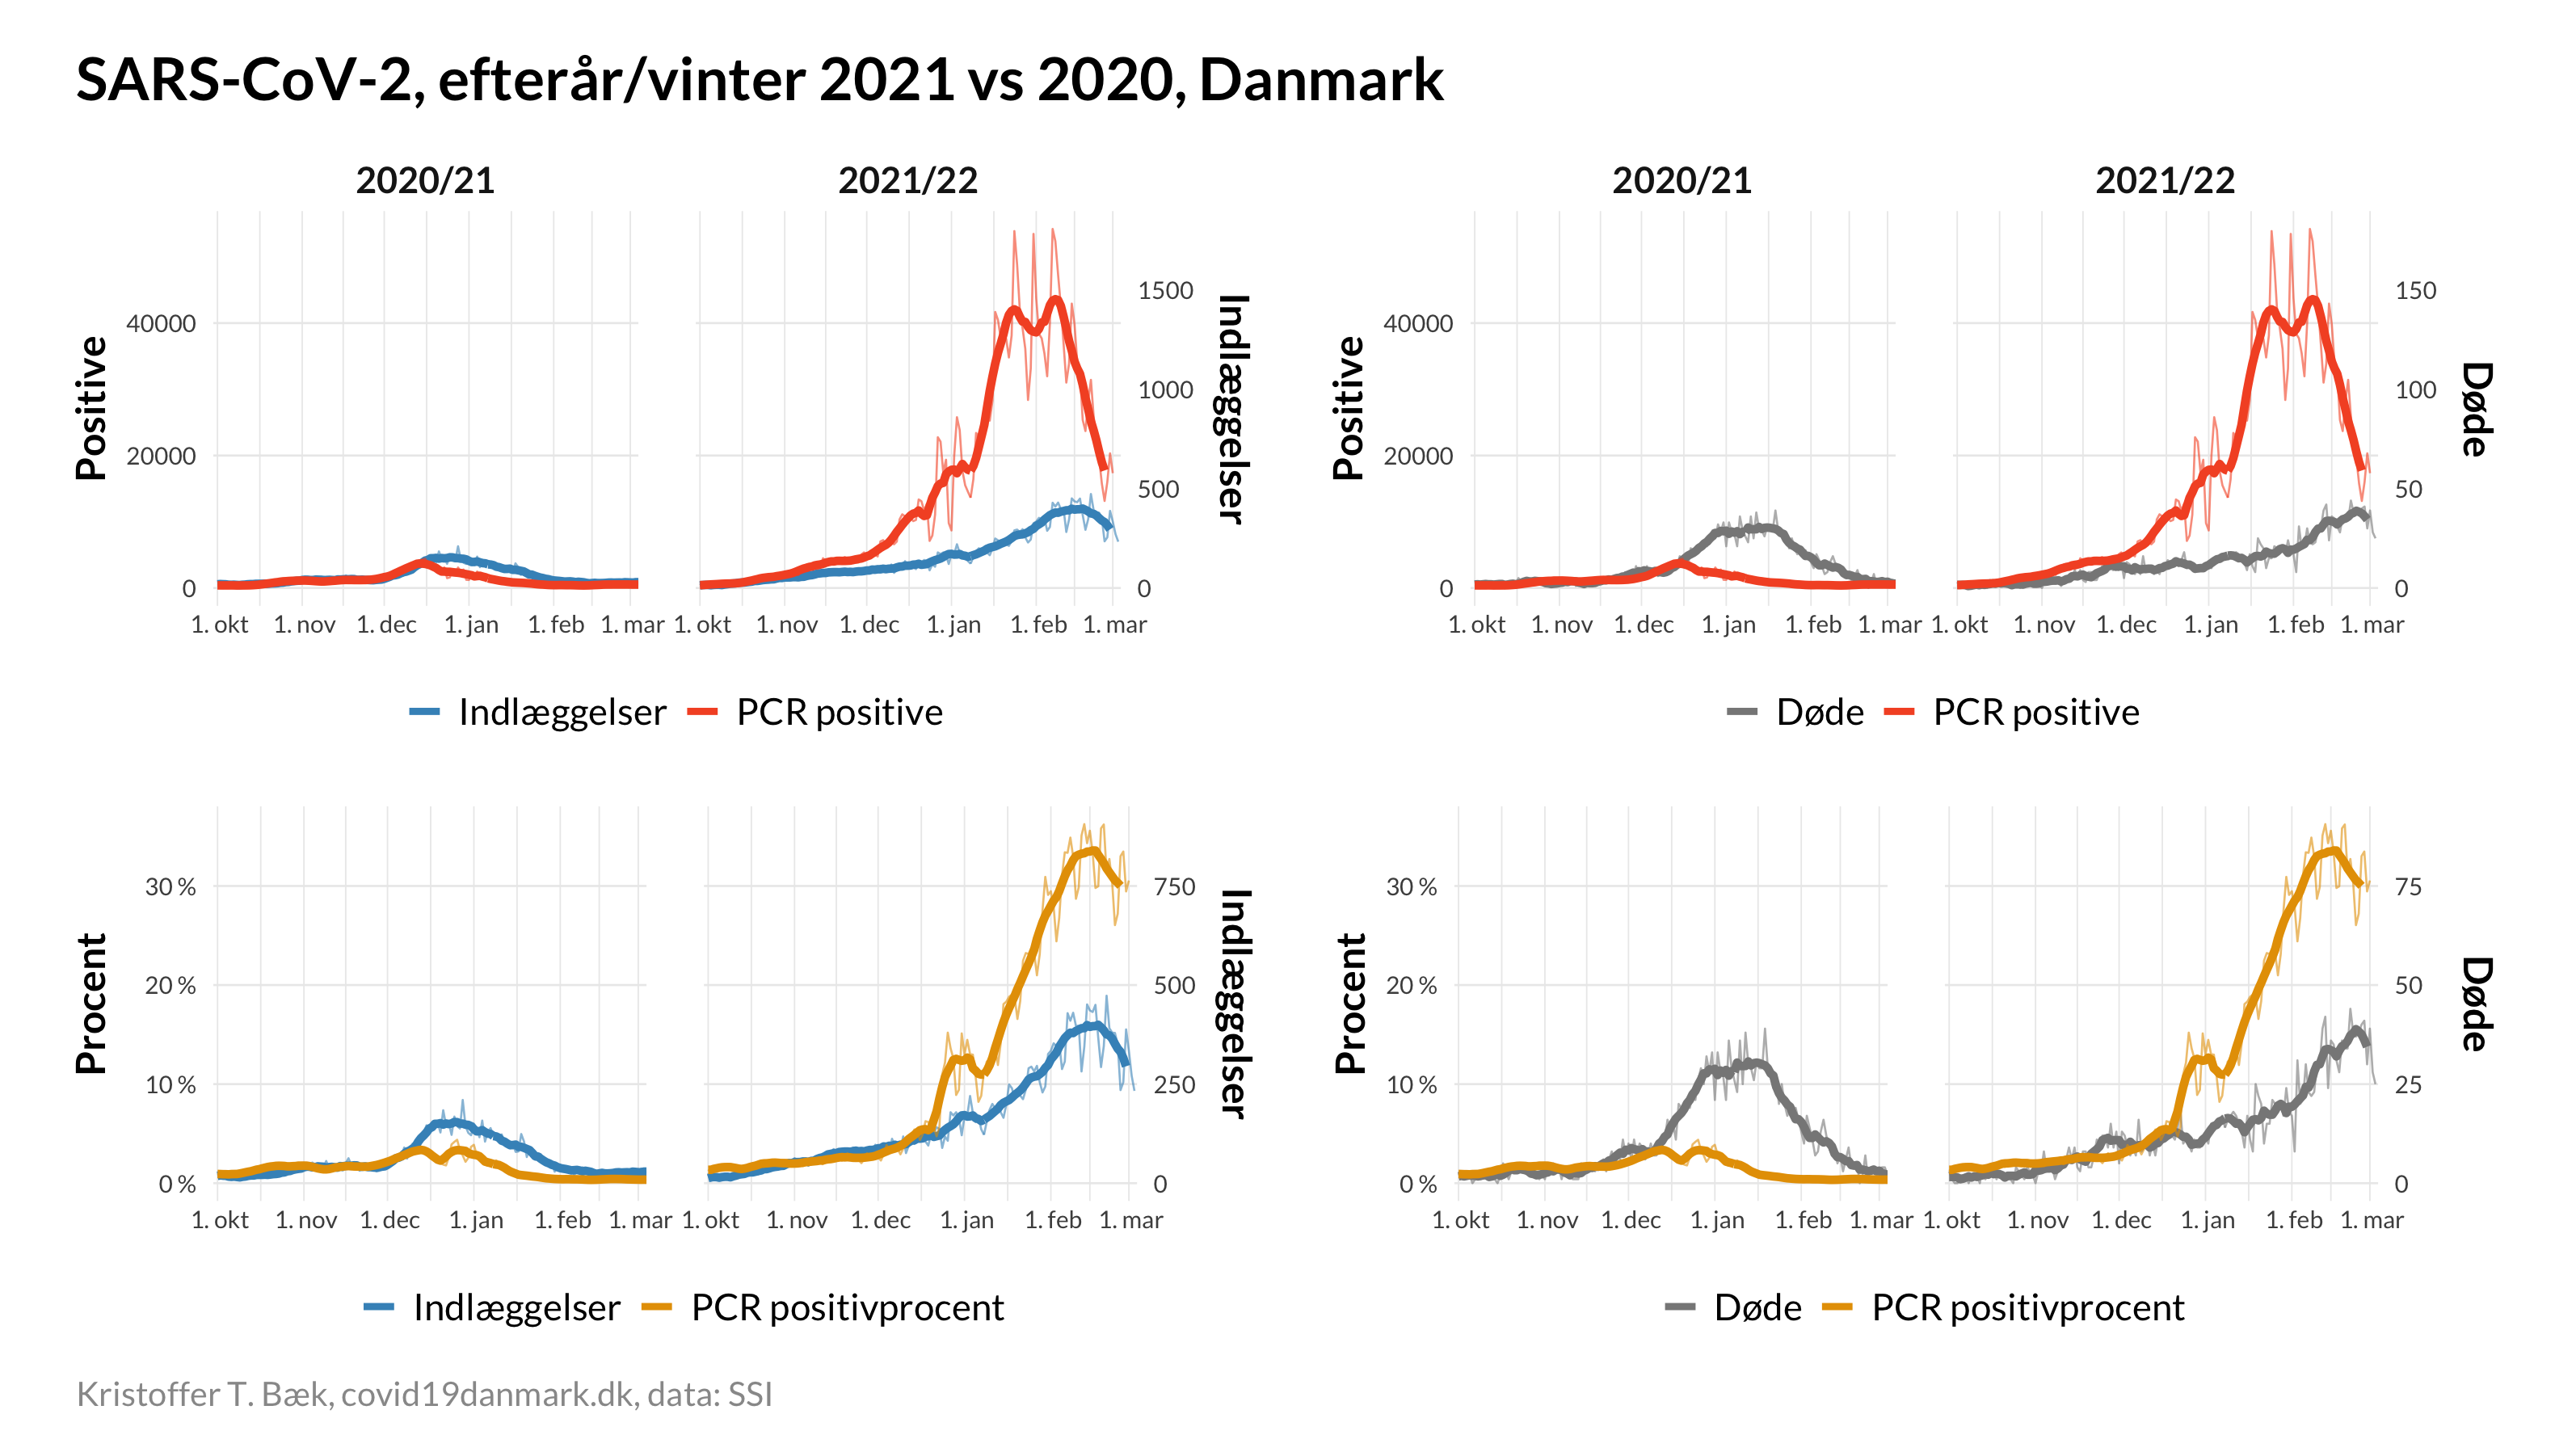 SARS-CoV-2, efterår/vinter 2021 vs 2020, Danmark
2020/21
2021/22
Positive
40000
20000
0
1500
1000
500
0
Indlæggelser
1. okt 1. nov 1. dec 1. jan 1. feb 1. mar 1. okt 1. nov 1. dec 1. jan 1. feb 1. mar
Indlæggelser PCR positive
2020/21
2021/22
Positive
40000
20000
0
150
100
50
0
Døde
1. okt 1. nov 1. dec 1. jan 1. feb 1. mar 1. okt 1. nov 1. dec 1. jan 1. feb 1. mar
Døde PCR positive
Procent
30 %
20 %
10 %
0 %
750
500
250
0
Indlæggelser
1. okt 1. nov 1. dec 1. jan 1. feb 1. mar 1. okt 1. nov 1. dec 1. jan 1. feb 1. mar
Indlæggelser PCR positivprocent
Procent
30 %
20 %
10 %
0 %
75
50
25
0
Døde
1. okt 1. nov 1. dec 1. jan 1. feb 1. mar 1. okt 1. nov 1. dec 1. jan 1. feb 1. mar
Døde PCR positivprocent
Kristoffer T. Bæk, covid19danmark.dk, data: SSI